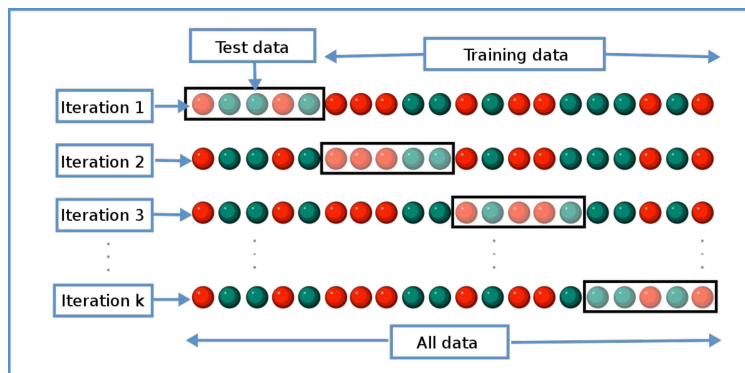 Test data
Training data
Iteration 1
Iteration 2
Iteration 3
Iteration k
All data